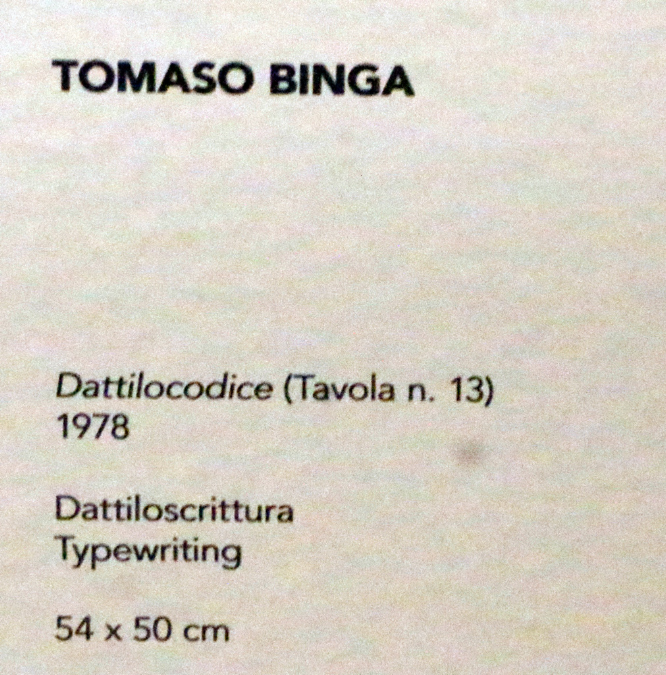 TOMASO BINGA
Dattilocodice (Tavola n. 13)
1978
Dattiloscrittura
Typewriting
54 x 50 cm